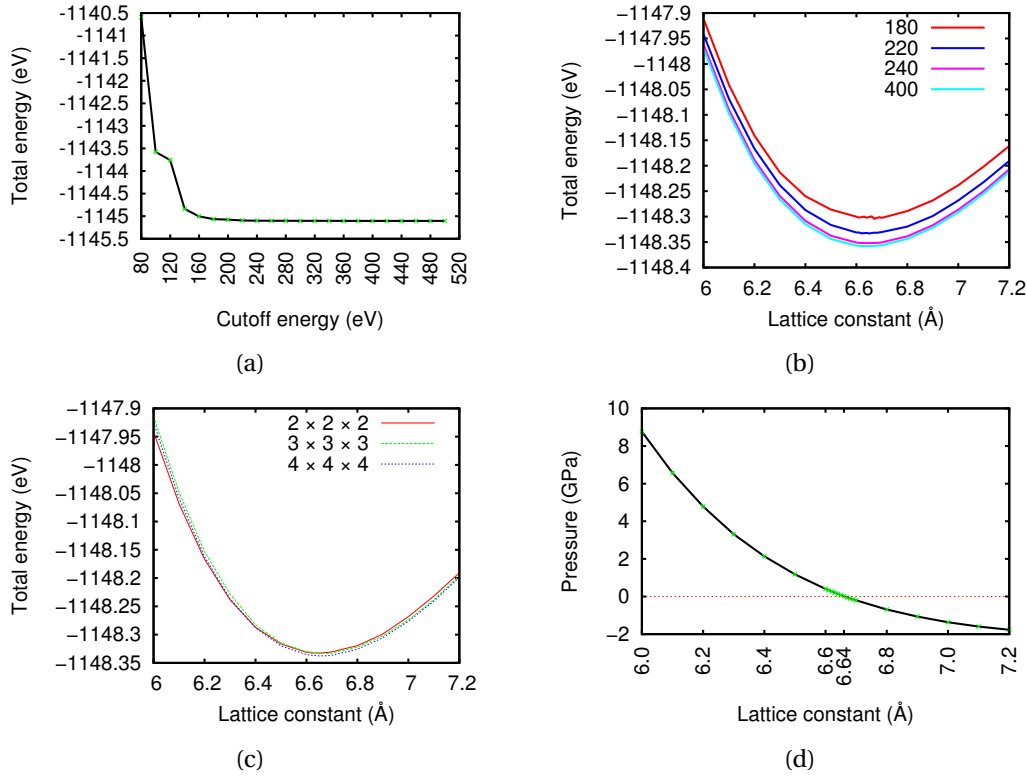 Total energy (eV)
-1140.5
-1141
-1141.5
-1142
-1142.5
-1143
-1143.5
-1144
-1144.5
-1145
-1145.5
80 120 160 200 240 280 320 360 400 440 480 520
Cutoff energy (eV)
(a)
Total energy (eV)
−1147.9
−1147.95
−1148
−1148.05
−1148.1
−1148.15
−1148.2
−1148.25
−1148.3
−1148.35
−1148.4
180
220
240
400
6 6.2 6.4 6.6 6.8 7 7.2
Lattice constant (Å)
(b)
Total energy (eV)
−1147.9
−1147.95
−1148
−1148.05
−1148.1
−1148.15
−1148.2
−1148.25
−1148.3
−1148.35
2 × 2 × 2
3 × 3 × 3
4 × 4 × 4
6 6.2 6.4 6.6 6.8 7 7.2
Lattice constant (Å)
(c)
Pressure (GPa)
10
8
6
4
2
0
−2
6.0 6.2 6.4 6.6 6.64 6.8 7.0 7.2
Lattice constant (Å)
(d)